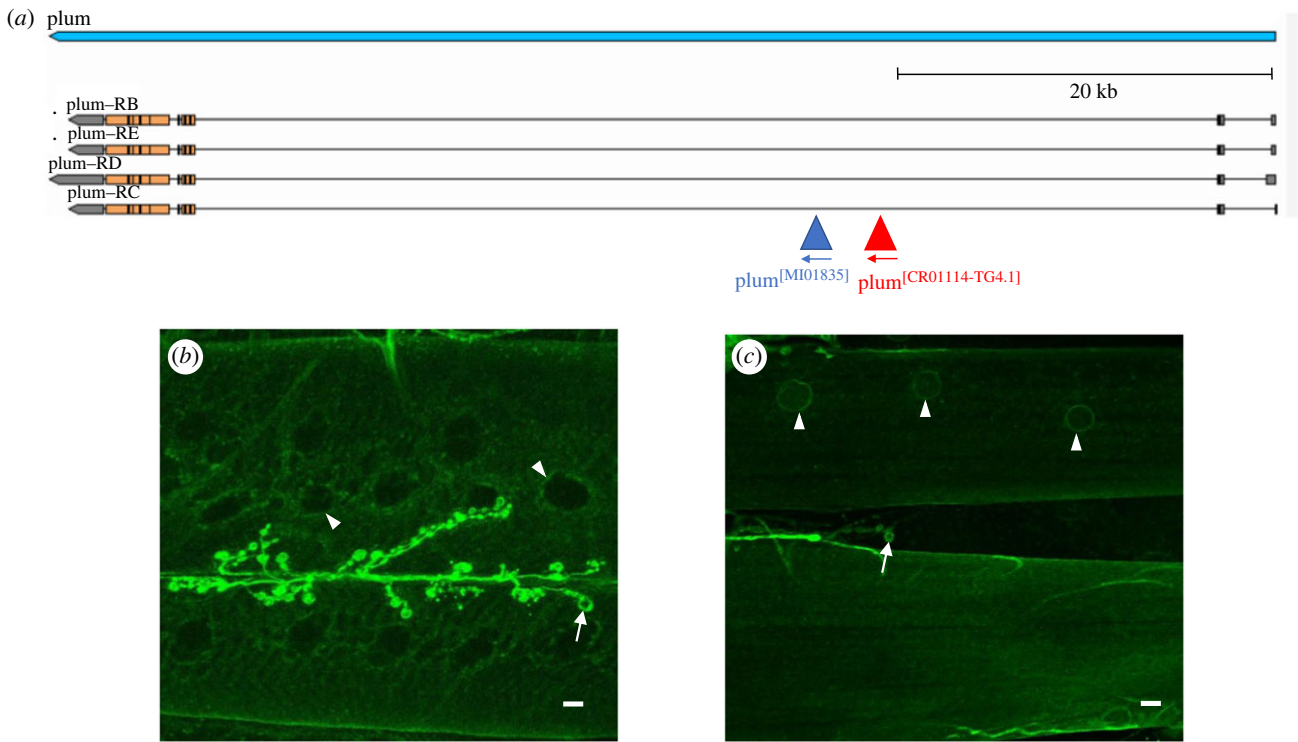 (a)
plum
20 kb
plum–RB
plum–RE
plum–RD
plum–RC
plum[MI01835]
plum[CR01114-TG4.1]
(b)
(c)